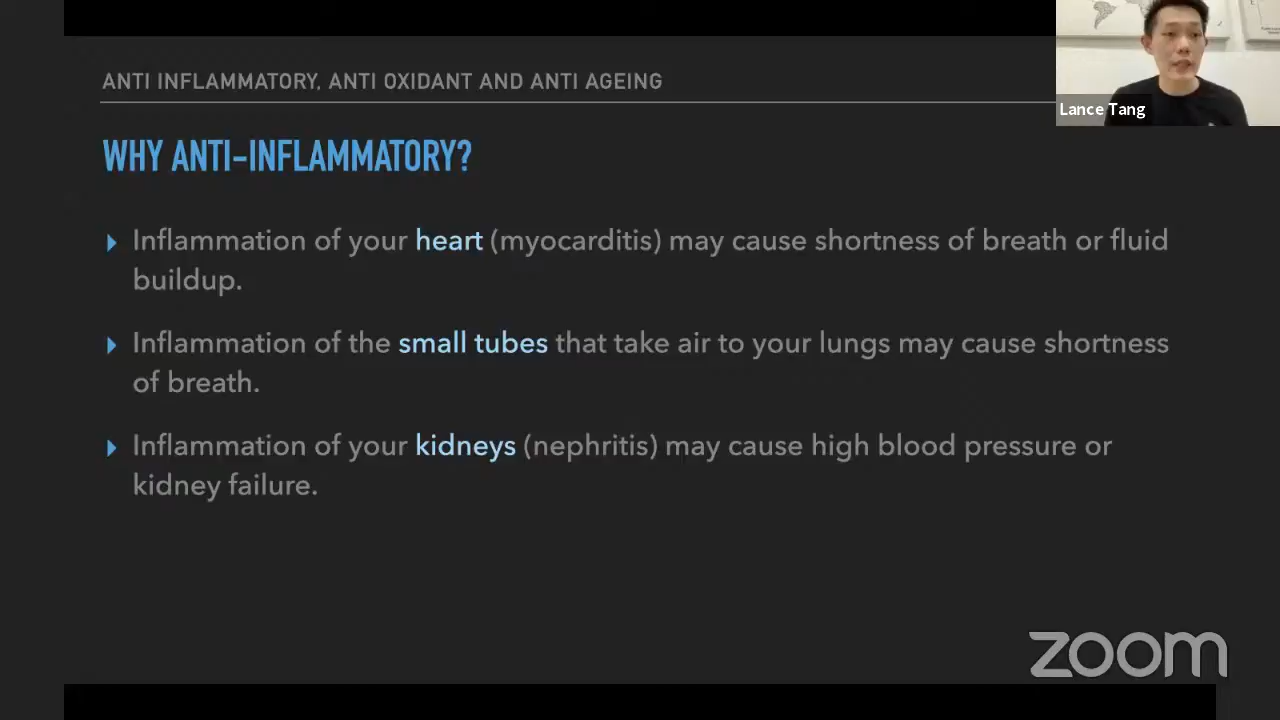 ANTI INFLAMMATORY, ANTI OXIDANT AND ANTI AGEING
Lance Tang
WHY ANTI-INFLAMMATORY?
Inflammation of your heart (myocarditis) may cause shortness of breath or fluid
buildup.
Inflammation of the small tubes that take air to your lungs may cause shortness
of breath.
Inflammation of your kidneys (nephritis) may cause high blood pressure or
kidney failure.
zoom